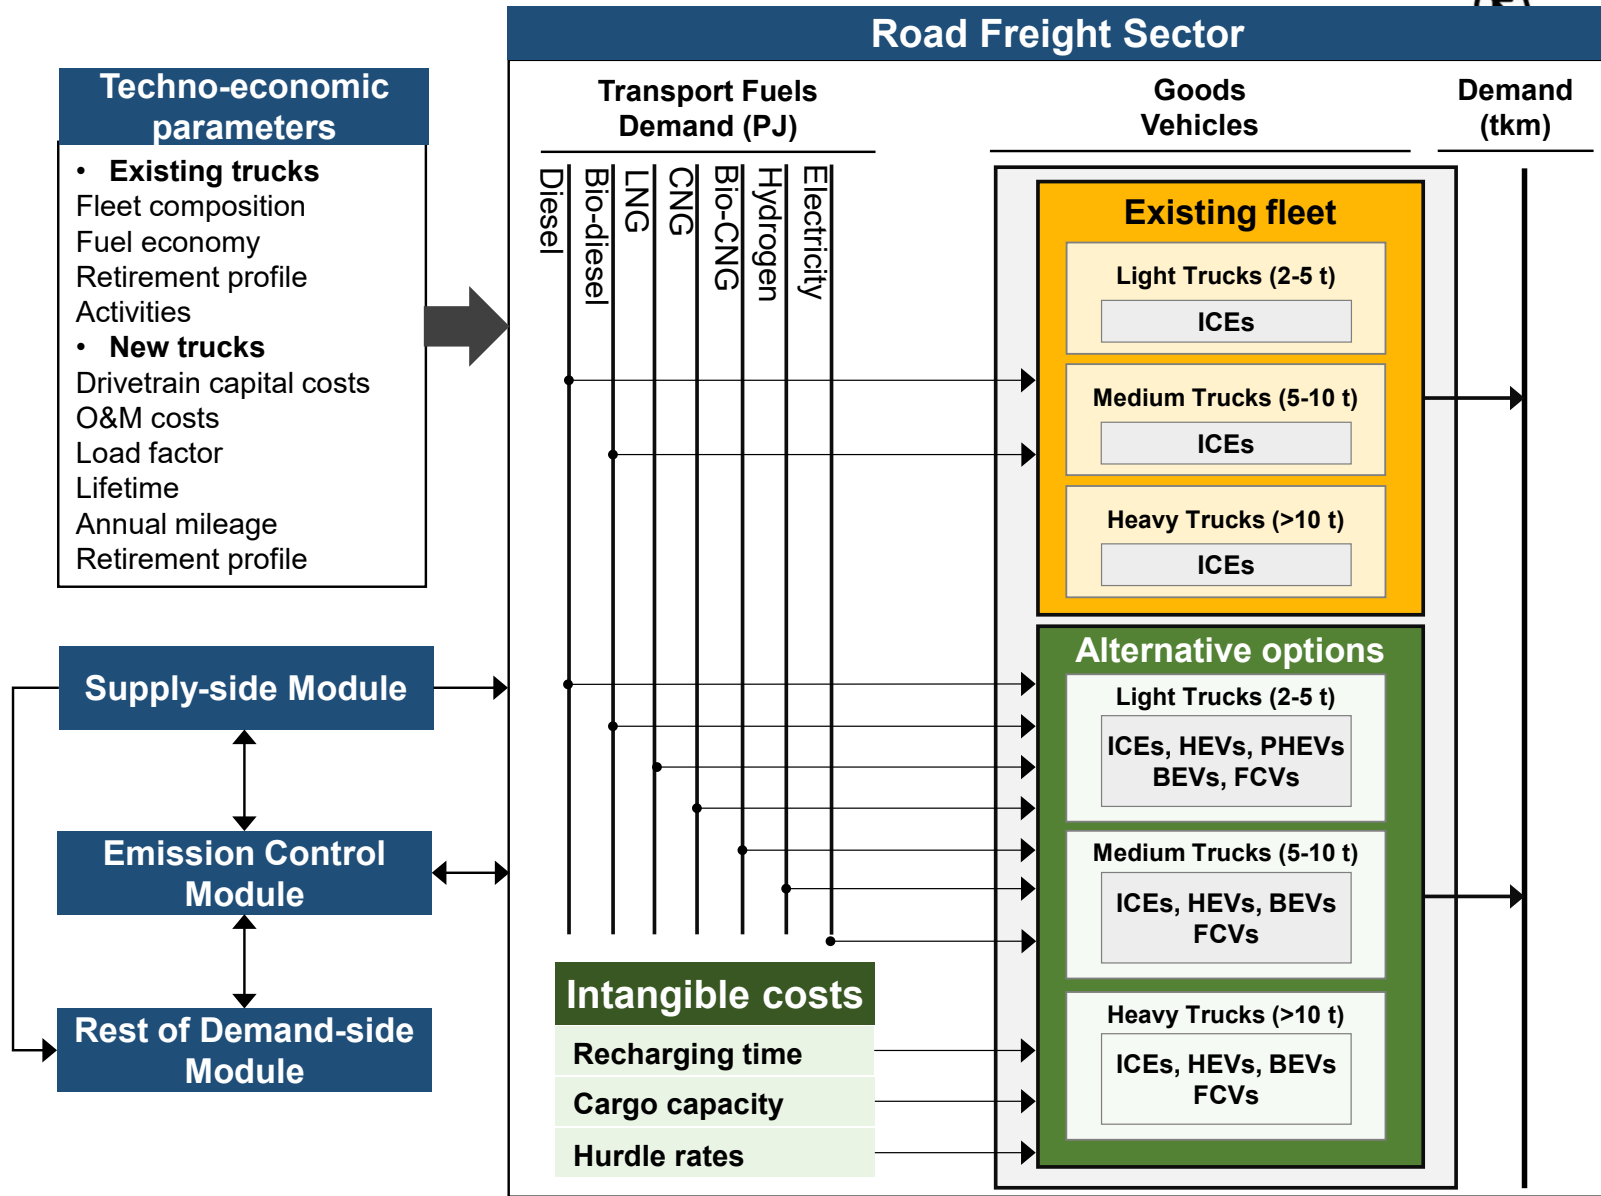 Road Freight Sector
Techno-economic
parameters
• Existing trucks
Fleet composition
Fuel economy
Retirement profile
Activities
• New trucks
Drivetrain capital costs
O&M costs
Load factor
Lifetime
Annual mileage
Retirement profile
Supply-side Module
Emission Control
Module
Rest of Demand-side
Module
Transport Fuels
Demand (PJ)
Diesel
Bio-diesel
LNG
CNG
Bio-CNG
Hydrogen
Electricity
Intangible costs
Recharging time
Cargo capacity
Hurdle rates
Goods
Vehicles
Existing fleet
Light Trucks (2-5 t)
ICEs
Medium Trucks (5-10 t)
ICEs
Heavy Trucks (>10 t)
ICEs
Alternative options
Light Trucks (2-5 t)
ICEs, HEVs, PHEVs
BEVs, FCVs
Medium Trucks (5-10 t)
ICEs, HEVs, BEVs
FCVs
Heavy Trucks (>10 t)
ICEs, HEVs, BEVs
FCVs
Demand
(tkm)